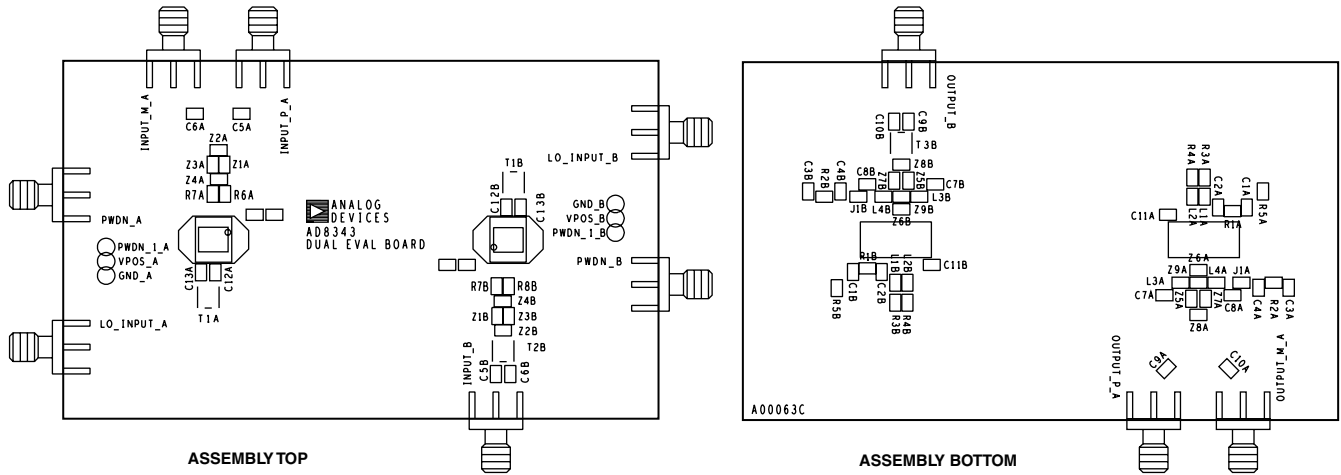 INPUT_M_A
INPUT_P_A
C6A
C5A
Z2A
Z3A
Z1A
Z4A
R7A
R6A
PWDN_A
PWDN_1_A
VPOS_A
GND_A
C13A
C12A
T1A
LO_INPUT_A
ANALOG
DEVICES
AD8343
DUAL EVAL BOARD
LO_INPUT_B
T1B
C12B
C13B
GND_B
VPOS_B
PWDN_1_B
PWDN_B
R7B
R8B
Z4B
Z1B
Z3B
Z2B
T2B
INPUT_B
C5B
C6B
ASSEMBLY TOP
OUTPUT_B
C10B
C9B
T3B
Z8B
C3B
R2B
C4B
C8B
Z7B
Z5B
C7B
J1B
L4B
L3B
Z9B
Z6B
R1B
L1B
L2B
C11B
C1B
C2B
R5B
R3B
R4B
R4A
R3A
C2A
C1A
R5A
C11A
L2A
L1A
R1A
Z6A
Z9A
L3A
L4A
J1A
C7A
Z5A
Z7A
C8A
C4A
R2A
C3A
Z8A
OUTPUT_P_A
C9A
C10A
OUTPUT_M_A
A00063C
ASSEMBLY BOTTOM